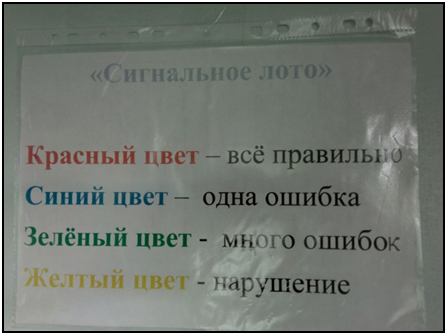 «Сигнальное лото»
Красный цвет – всё правильно
Синий цвет – одна ошибка
Зелёный цвет - много ошибок
Желтый цвет - нарушение